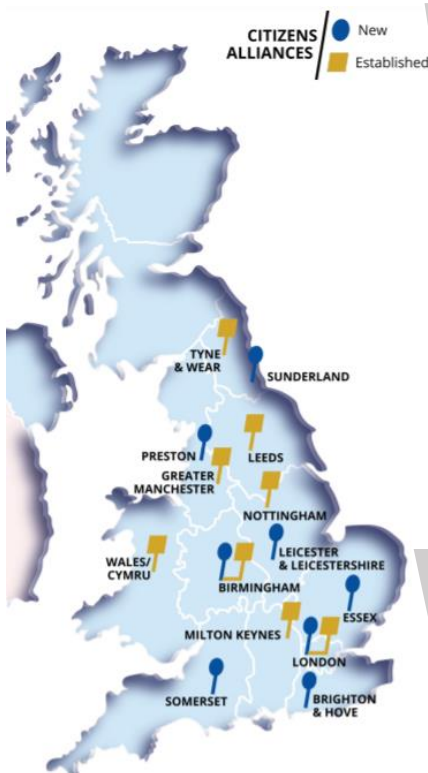 CITIZENS
ALLIANCES
New
Established
TYNE
& WEAR
SUNDERLAND
PRESTON
LEEDS
GREATER
MANCHESTER
NOTTINGHAM
WALES/
CYMRU
LEICESTER
& LEICESTERSHIRE
BIRMINGHAM
ESSEX
MILTON KEYNES
LONDON
SOMERSET
BRIGHTON
& HOVE